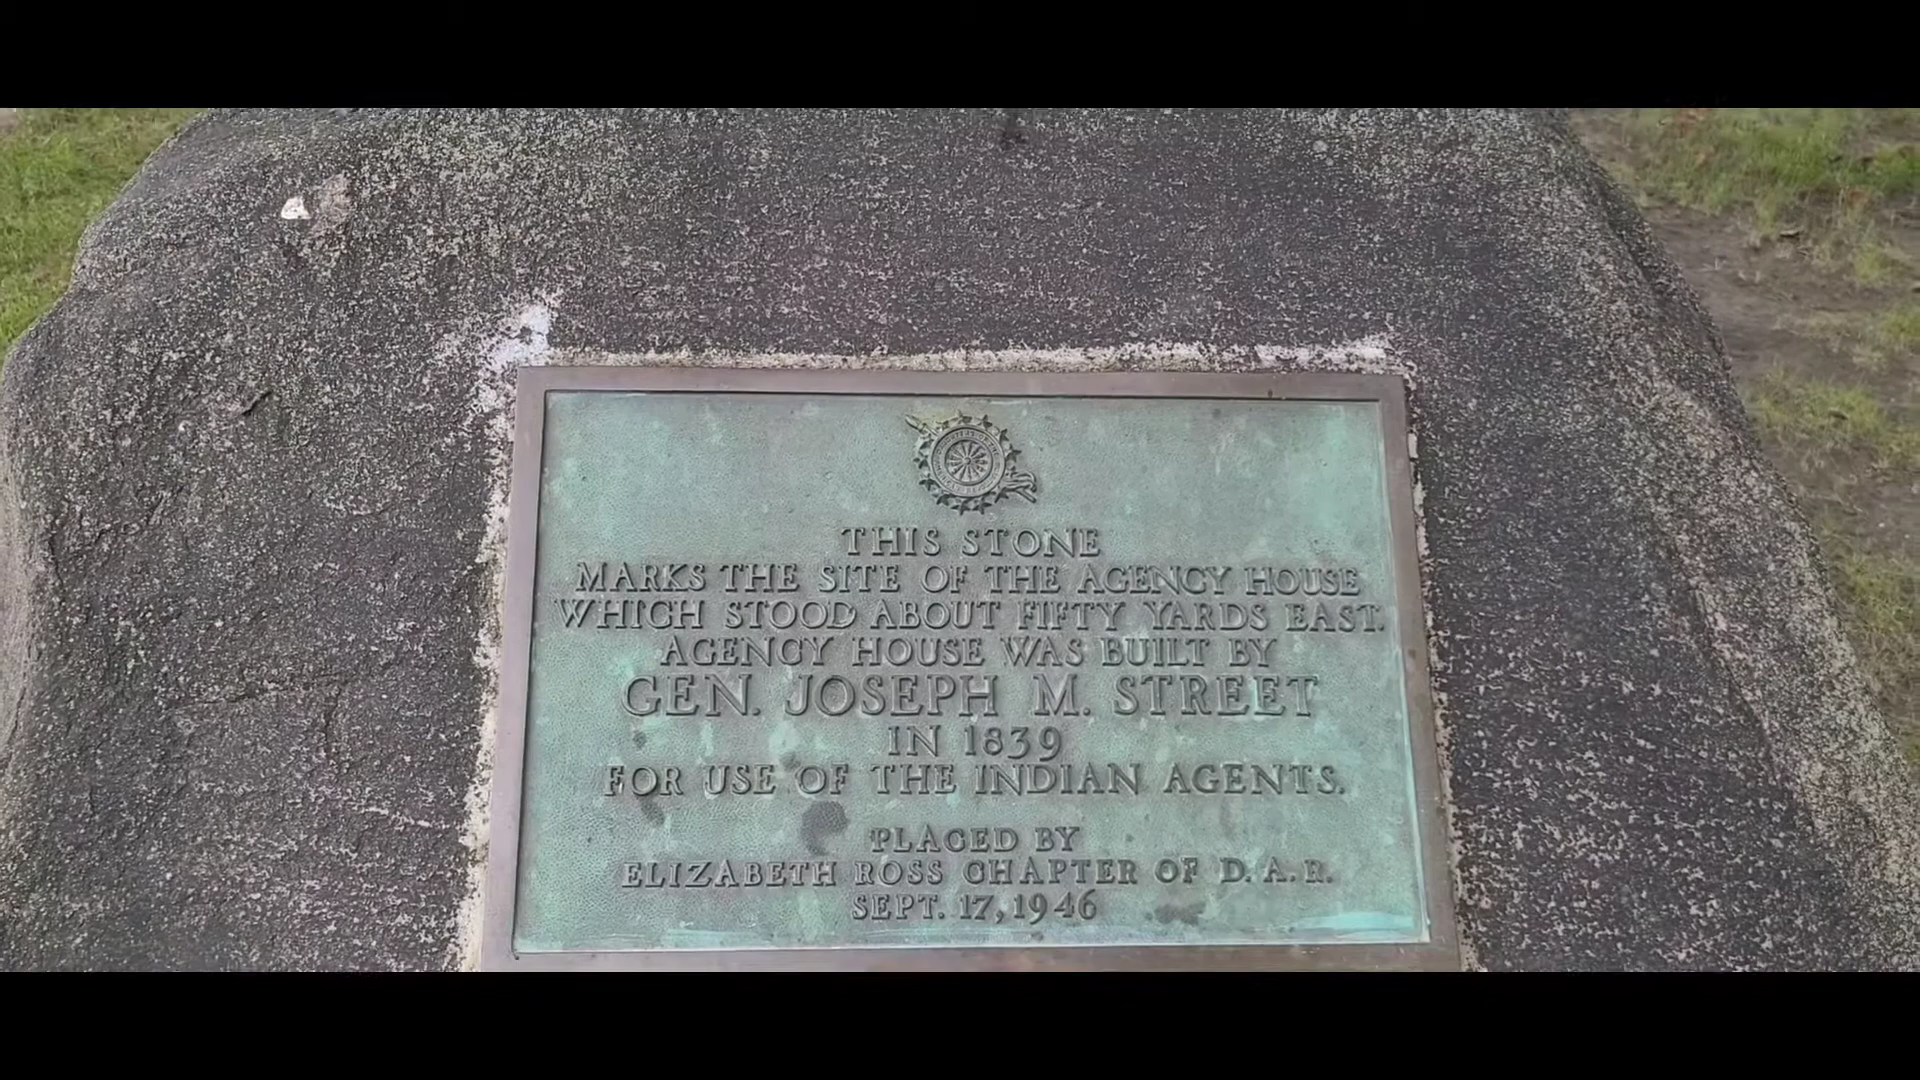 THIS STONE
MARKS THE SITE OF THE AGENCY HOUSE
WHICH STOOD ABOUT FIFTY YARDS EAST.
AGENCY HOUSE WAS BUILT BY
GEN. JOSEPH M. STREET
IN 1839
FOR USE OF THE INDIAN AGENTS.
PLACED BY
ELIZABETH ROSS CHAPTER OF D.A.R.
SEPT. 17, 1946